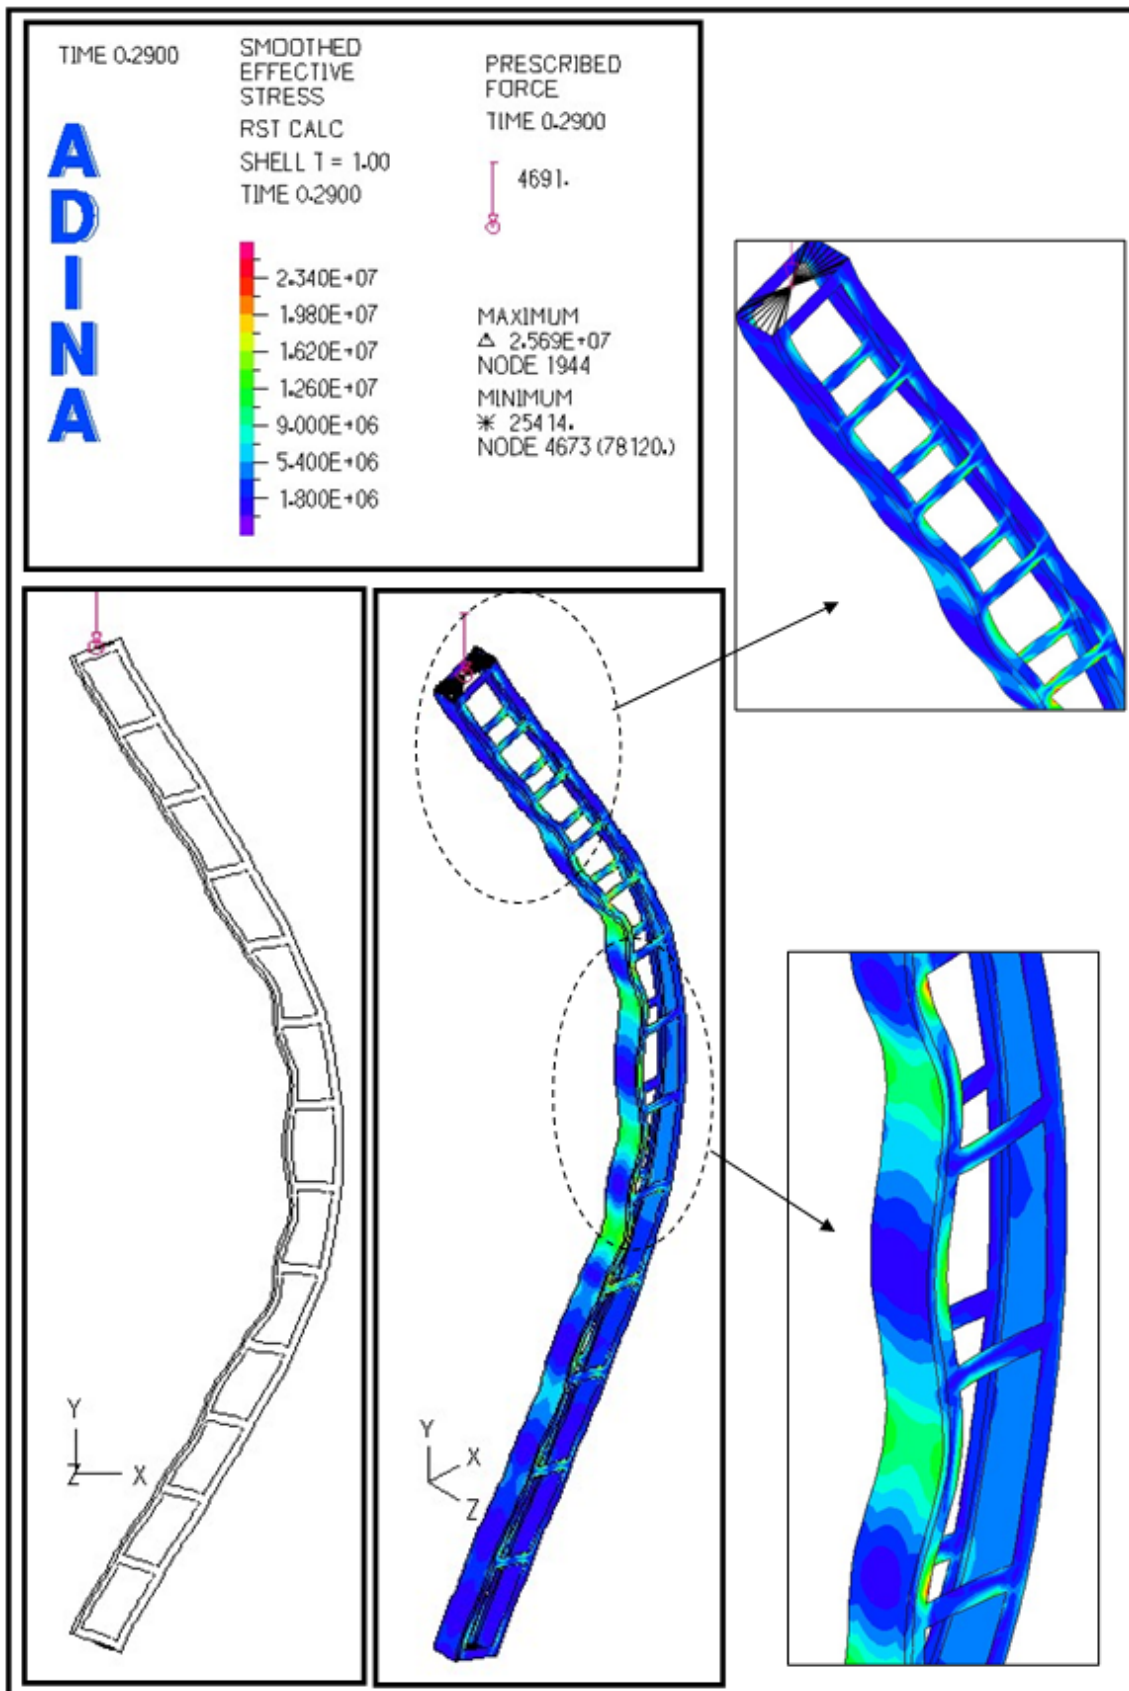 TIME 0.2900
ADINA
SMOOTHED
EFFECTIVE
STRESS
RST CALC
SHELL T = 1.00
TIME 0.2900
2.340E+07
1.980E+07
1.620E+07
1.260E+07
9.000E+06
5.400E+06
1.800E+06
PRESCRIBED
FORCE
TIME 0.2900
4691.
MAXIMUM
△ 2.569E+07
NODE 1944
MINIMUM
* 25414.
NODE 4673 (78120.)
Y
Z X
Y
X
Z